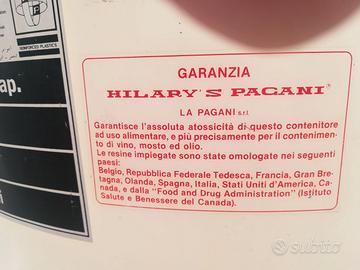 REINFORCED PLASTICS
ap.
GARANZIA
HILARY'S PAGANI®
LA PAGANI s.r.l.
Garantisce l'assoluta atossicità di questo contenitore
ad uso alimentare, e più precisamente per il contenimen-
to di vino, mosto ed olio.
Le resine impiegate sono state omologate nei seguenti
paesi:
Belgio, Repubblica Federale Tedesca, Francia, Gran Bre-
tagna, Olanda, Spagna, Italia, Stati Uniti d'America, Ca-
nada, e dalla "Food and Drug Administration" (Istituto
Salute e Benessere del Canada).
subito